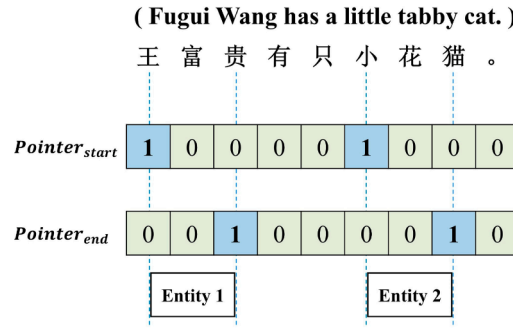 ( Fugui Wang has a little tabby cat. )
王 富 贵 有 只 小 花 猫 。
Pointer_start 1 0 0 0 0 1 0 0 0
Pointer_end 0 0 1 0 0 0 0 1 0
Entity 1 Entity 2